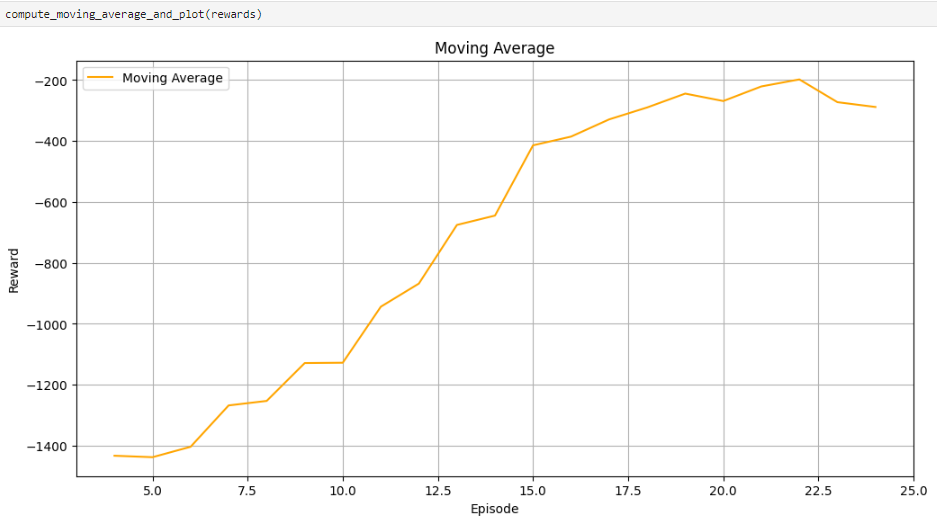 compute_moving_average_and_plot(rewards)
Moving Average
Moving Average
−200
−400
−600
−800
−1000
−1200
−1400
Reward
5.0 7.5 10.0 12.5 15.0 17.5 20.0 22.5 25.0
Episode